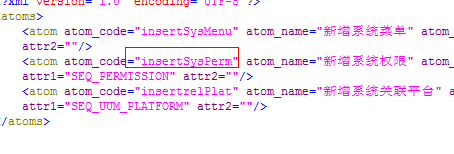 ?xml version="1.0" encoding="UTF-8" ?>
atoms>
<atom atom_code="insertSysMenu" atom_name="新增系统菜单" a
attr2=""/>
<atom atom_code="insertSysPerm" atom_name="新增系统权限" a
attr1="SEQ_PERMISSION" attr2=""/>
<atom atom_code="insertrelPlat" atom_name="新增系统关联平台" a
attr1="SEQ_UUM_PLATFORM" attr2=""/>
/atoms>